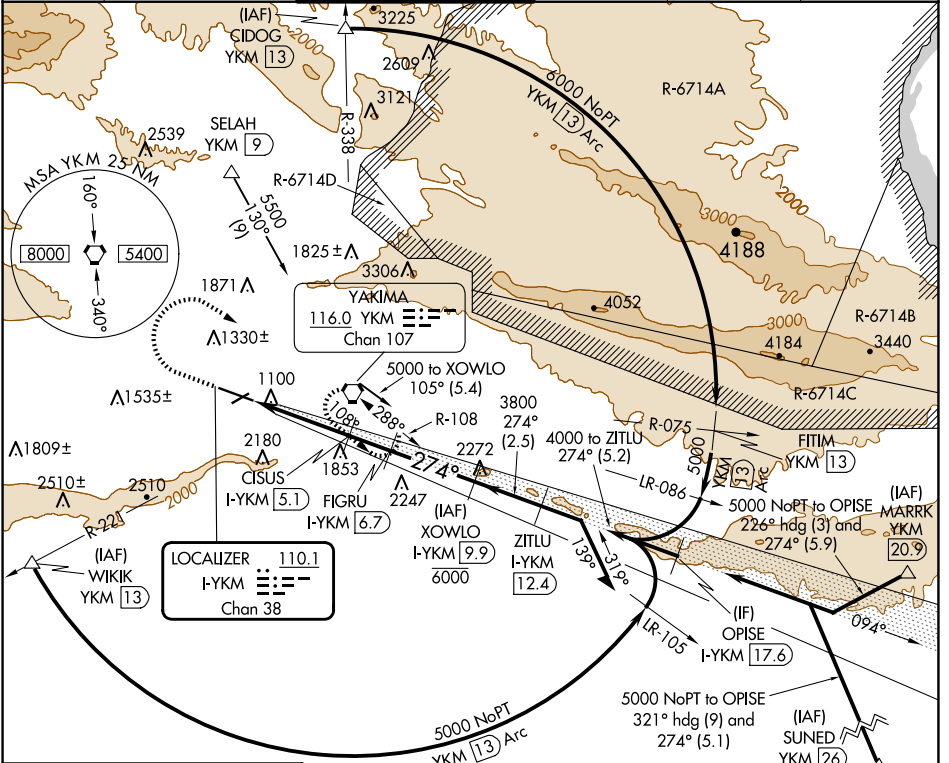 (IAF)
CIDOG
YKM 13
3225
2000
2609
3121
R-338
6000 NoPT
YKM 13 Arc
R-6714A
2539
SELAH
YKM 9
5500
130°
(9)
MSA YKM 25 NM
160°
8000
5400
340°
R-6714D
2000
3000
4188
1825±
3306
1871
1330±
YAKIMA
116.0 YKM
Chan 107
4052
3000
4184
R-6714B
3440
R-6714C
5000 to XOWLO
105° (5.4)
1535±
1100
108°
288°
R-108
3800
274°
(2.5)
4000 to ZITLU
274° (5.2)
R-075
5000
YKM 13 Arc
FITIM
YKM 13
LR-086
1809±
2180
2510±
2510
2000
R-221
CISUS
I-YKM 5.1
1853
FIGRU
I-YKM 6.7
2247
274°
2272
(IAF)
XOWLO
I-YKM 9.9
6000
ZITLU
I-YKM
12.4
139°
319°
5000 NoPT to OPISE
226° hdg (3) and
274° (5.9)
(IAF)
MARRK
YKM
20.9
(IAF)
WIKIK
YKM 13
LOCALIZER 110.1
I-YKM
Chan 38
LR-105
(IF)
OPISE
I-YKM 17.6
094°
5000 NoPT
YKM 13 Arc
5000 NoPT to OPISE
321° hdg (9) and
274° (5.1)
(IAF)
SUNED
YKM 26